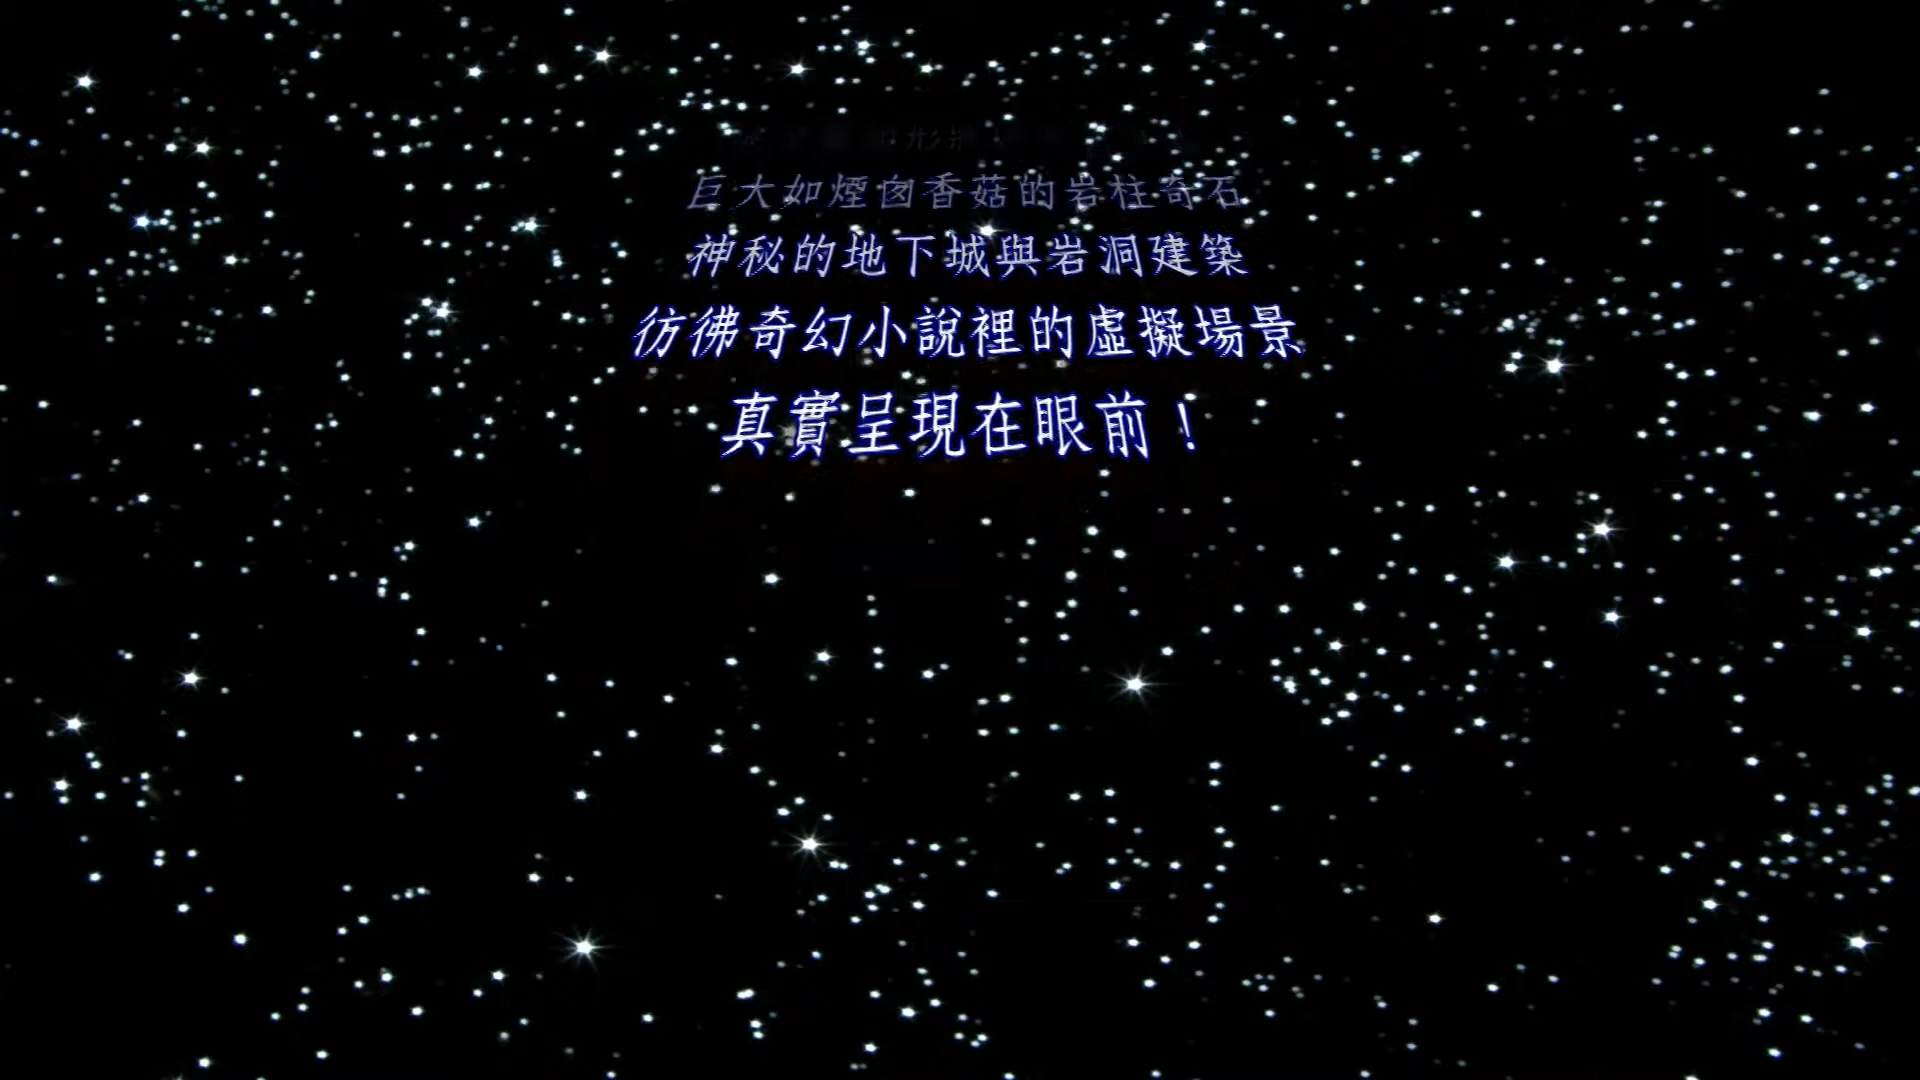 巨大如煙囪香菇的岩柱奇石
神秘的地下城與岩洞建築
彷彿奇幻小說裡的虛擬場景
真實呈現在眼前！